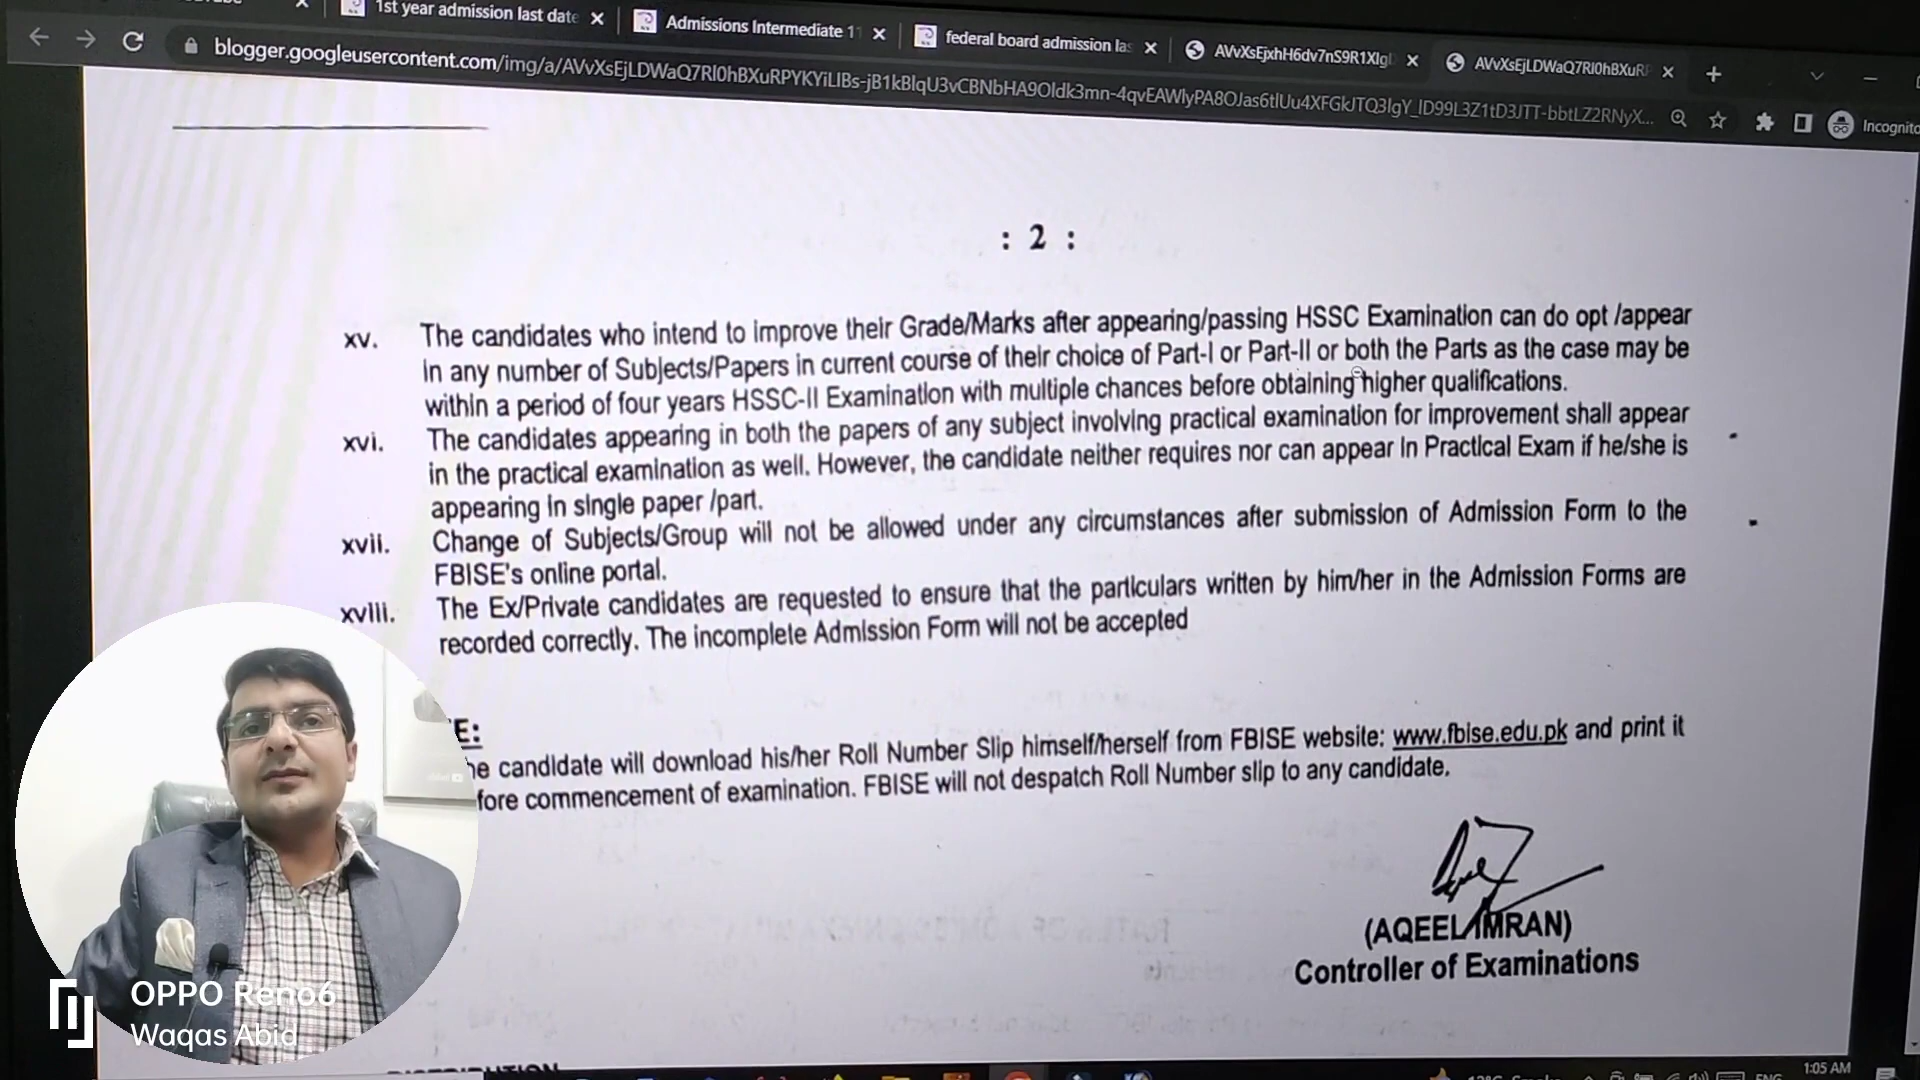 1st year admission last date
Admissions Intermediate 11
federal board admission las
AVvXsEjxhH6dv7nS9R1XIgl
AVvXsEjLDWaQ7Rl0hBXuRP
blogger.googleusercontent.com/img/a/AVvXsEjLDWaQ7Rl0hBXuRPYKYiLIBs-jB1kBlqU3vCBNbHA9Oldk3mn-4qvEAWlyPA8OJas6tlUu4XFGkJTQ3lgY_lD99L3Z1tD3JTT-bbtLZ2RNyX...
Incognito
: 2 :
xv. The candidates who intend to improve their Grade/Marks after appearing/passing HSSC Examination can do opt /appear
in any number of Subjects/Papers in current course of their choice of Part-I or Part-II or both the Parts as the case may be
within a period of four years HSSC-II Examination with multiple chances before obtaining higher qualifications.
xvi. The candidates appearing in both the papers of any subject involving practical examination for improvement shall appear
in the practical examination as well. However, the candidate neither requires nor can appear in Practical Exam if he/she is
appearing in single paper /part.
xvii. Change of Subjects/Group will not be allowed under any circumstances after submission of Admission Form to the
FBISE's online portal.
xviii. The Ex/Private candidates are requested to ensure that the particulars written by him/her in the Admission Forms are
recorded correctly. The incomplete Admission Form will not be accepted
E:
he candidate will download his/her Roll Number Slip himself/herself from FBISE website: www.fbise.edu.pk and print it
fore commencement of examination. FBISE will not despatch Roll Number slip to any candidate.
(AQEEL IMRAN)
Controller of Examinations
OPPO Reno6
Waqas Abid
ENG
1:05 AM